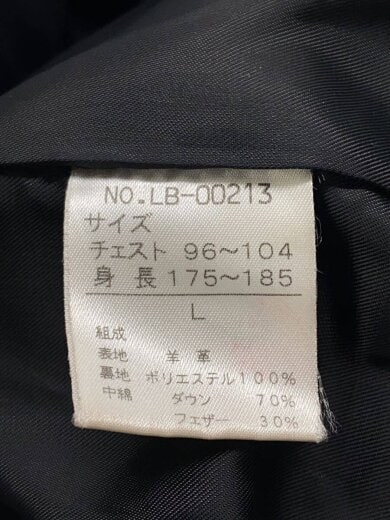 NO.LB-00213
サイズ
チェスト 96〜104
身長 175〜185
L
組成
表地 羊革
裏地 ポリエステル100%
中綿 ダウン 70%
フェザー 30%